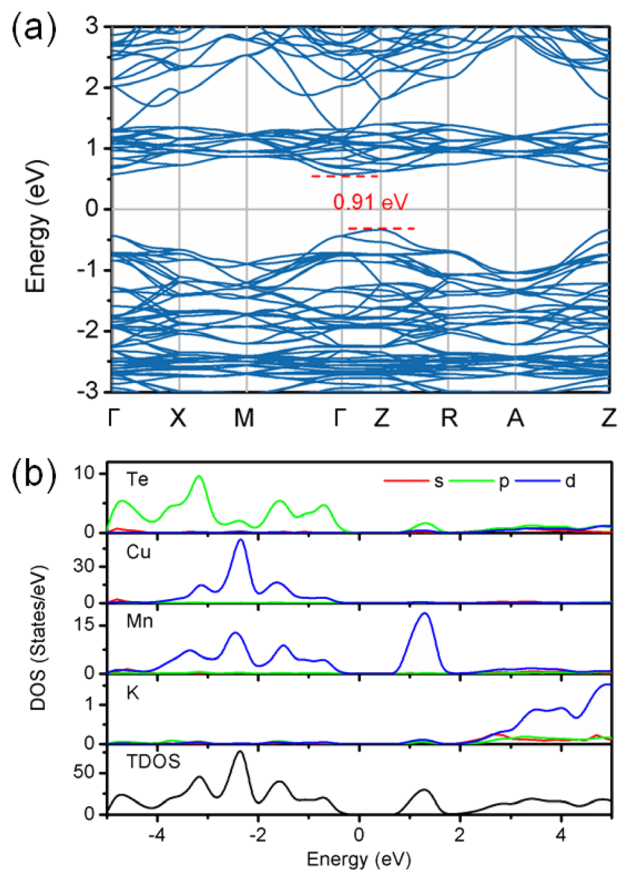 (a)
3
2
1
0
-1
-2
-3
Energy (eV)
0.91 eV
Γ X M Γ Z R A Z
(b)
DOS (States/eV)
10
5
0
Te
s p d
30
0
Cu
15
0
Mn
1
0
K
50
0
TDOS
-4 -2 0 2 4
Energy (eV)